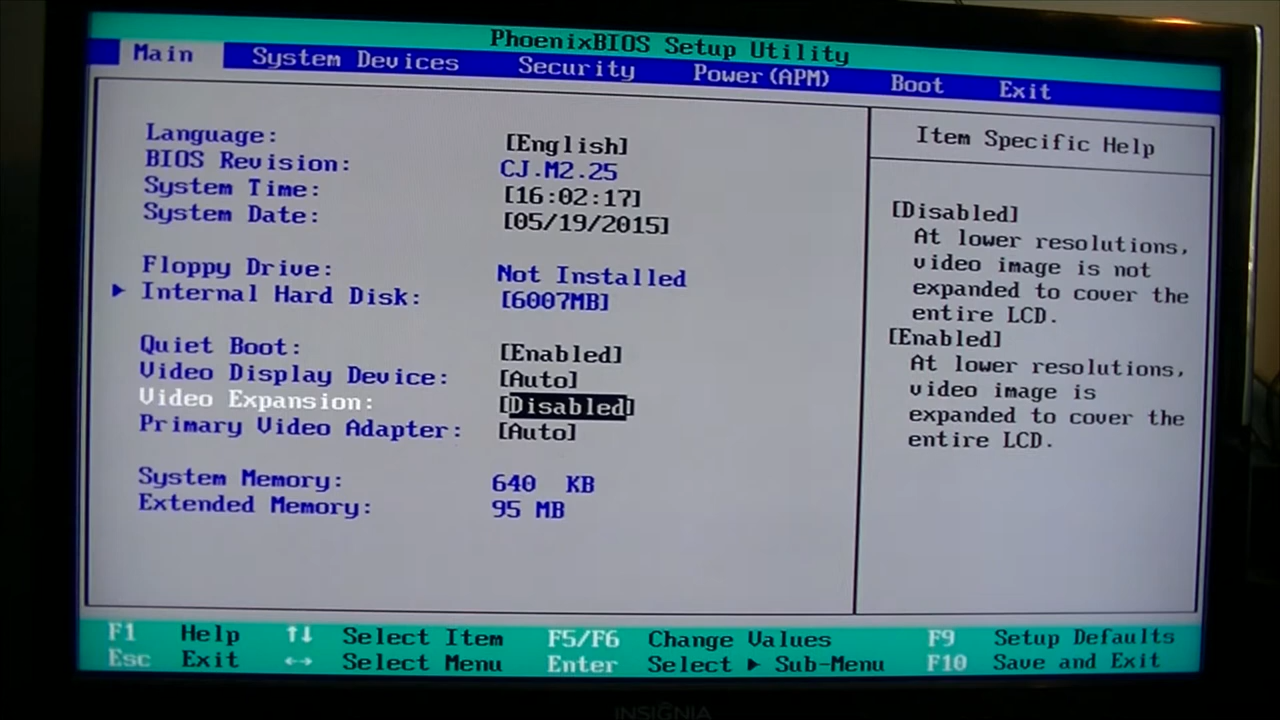 PhoenixBIOS Setup Utility
Main System Devices Security Power(APM) Boot Exit
Language: [English]
BIOS Revision: CJ.M2.25
System Time: [16:02:17]
System Date: [05/19/2015]
Floppy Drive: Not Installed
Internal Hard Disk: [6007MB]
Quiet Boot: [Enabled]
Video Display Device: [Auto]
Video Expansion: [Disabled]
Primary Video Adapter: [Auto]
System Memory: 640 KB
Extended Memory: 95 MB
Item Specific Help
[Disabled]
At lower resolutions,
video image is not
expanded to cover the
entire LCD.
[Enabled]
At lower resolutions,
video image is
expanded to cover the
entire LCD.
F1 Help ↑↓ Select Item F5/F6 Change Values F9 Setup Defaults
Esc Exit ↔ Select Menu Enter Select ▶ Sub-Menu F10 Save and Exit
INSIGNIA